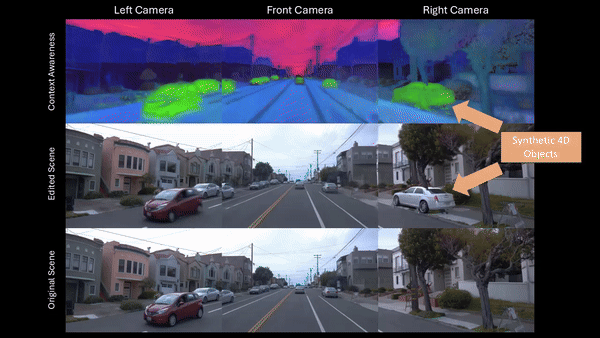 Left Camera
Front Camera
Right Camera
Context Awareness
Edited Scene
Original Scene
Synthetic 4D
Objects